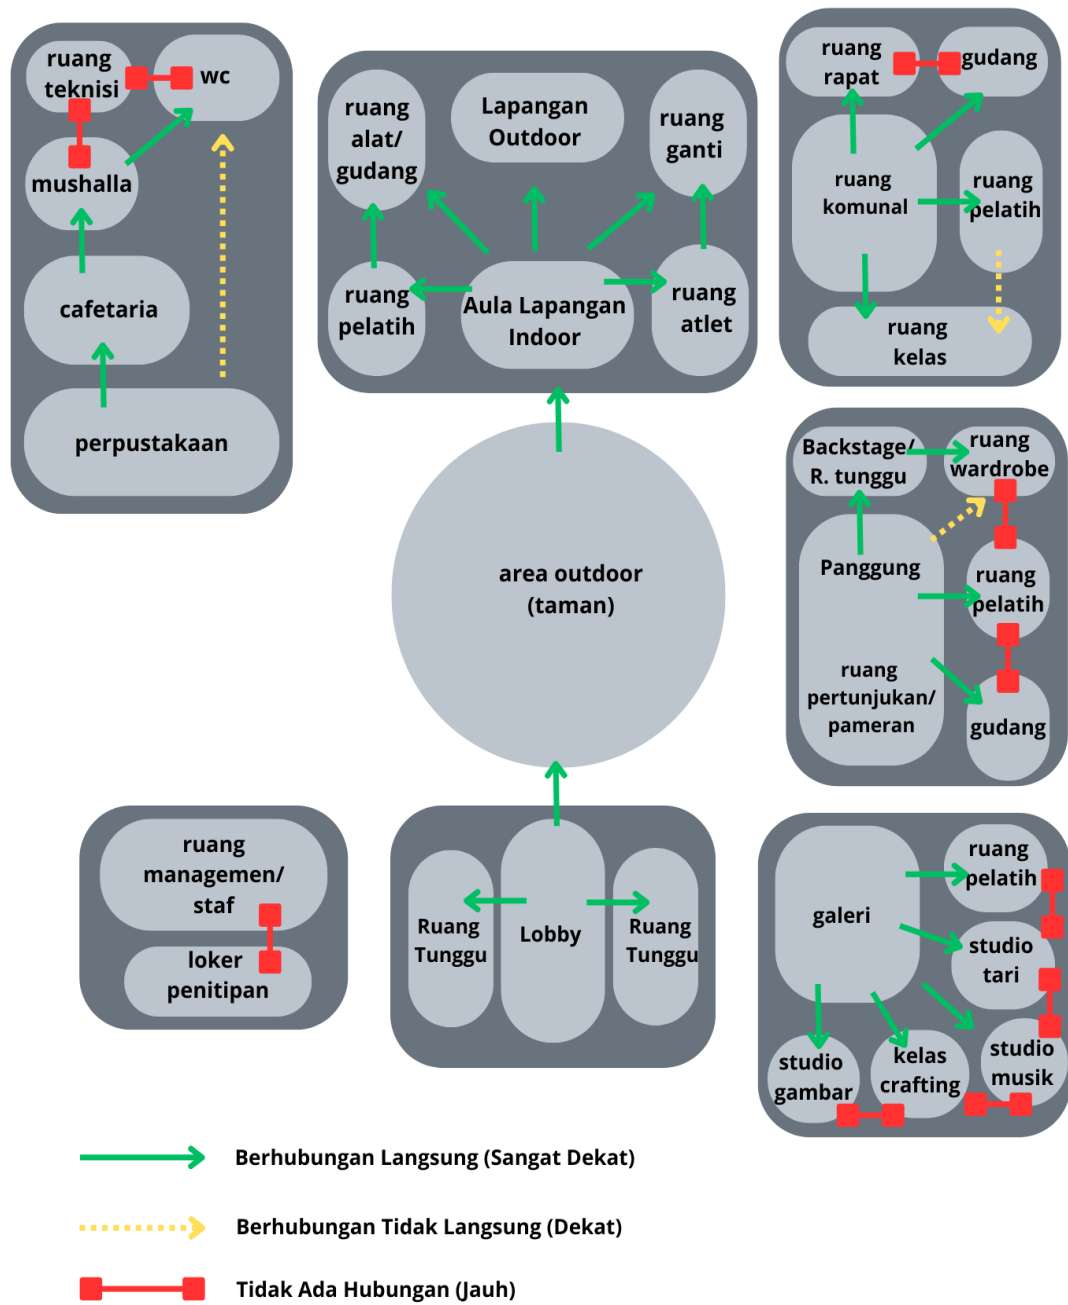 ruang
teknisi
wc
mushalla
cafetaria
perpustakaan
ruang
alat/
gudang
Lapangan
Outdoor
ruang
ganti
ruang
pelatih
Aula Lapangan
Indoor
ruang
atlet
ruang
rapat
gudang
ruang
komunal
ruang
pelatih
ruang
kelas
Backstage/
R. tunggu
ruang
wardrobe
Panggung
ruang
pelatih
ruang
pertunjukan/
pameran
gudang
area outdoor
(taman)
ruang
managemen/
staf
loker
penitipan
Ruang
Tunggu
Lobby
Ruang
Tunggu
galeri
ruang
pelatih
studio
tari
studio
gambar
kelas
crafting
studio
musik
Berhubungan Langsung (Sangat Dekat)
Berhubungan Tidak Langsung (Dekat)
Tidak Ada Hubungan (Jauh)